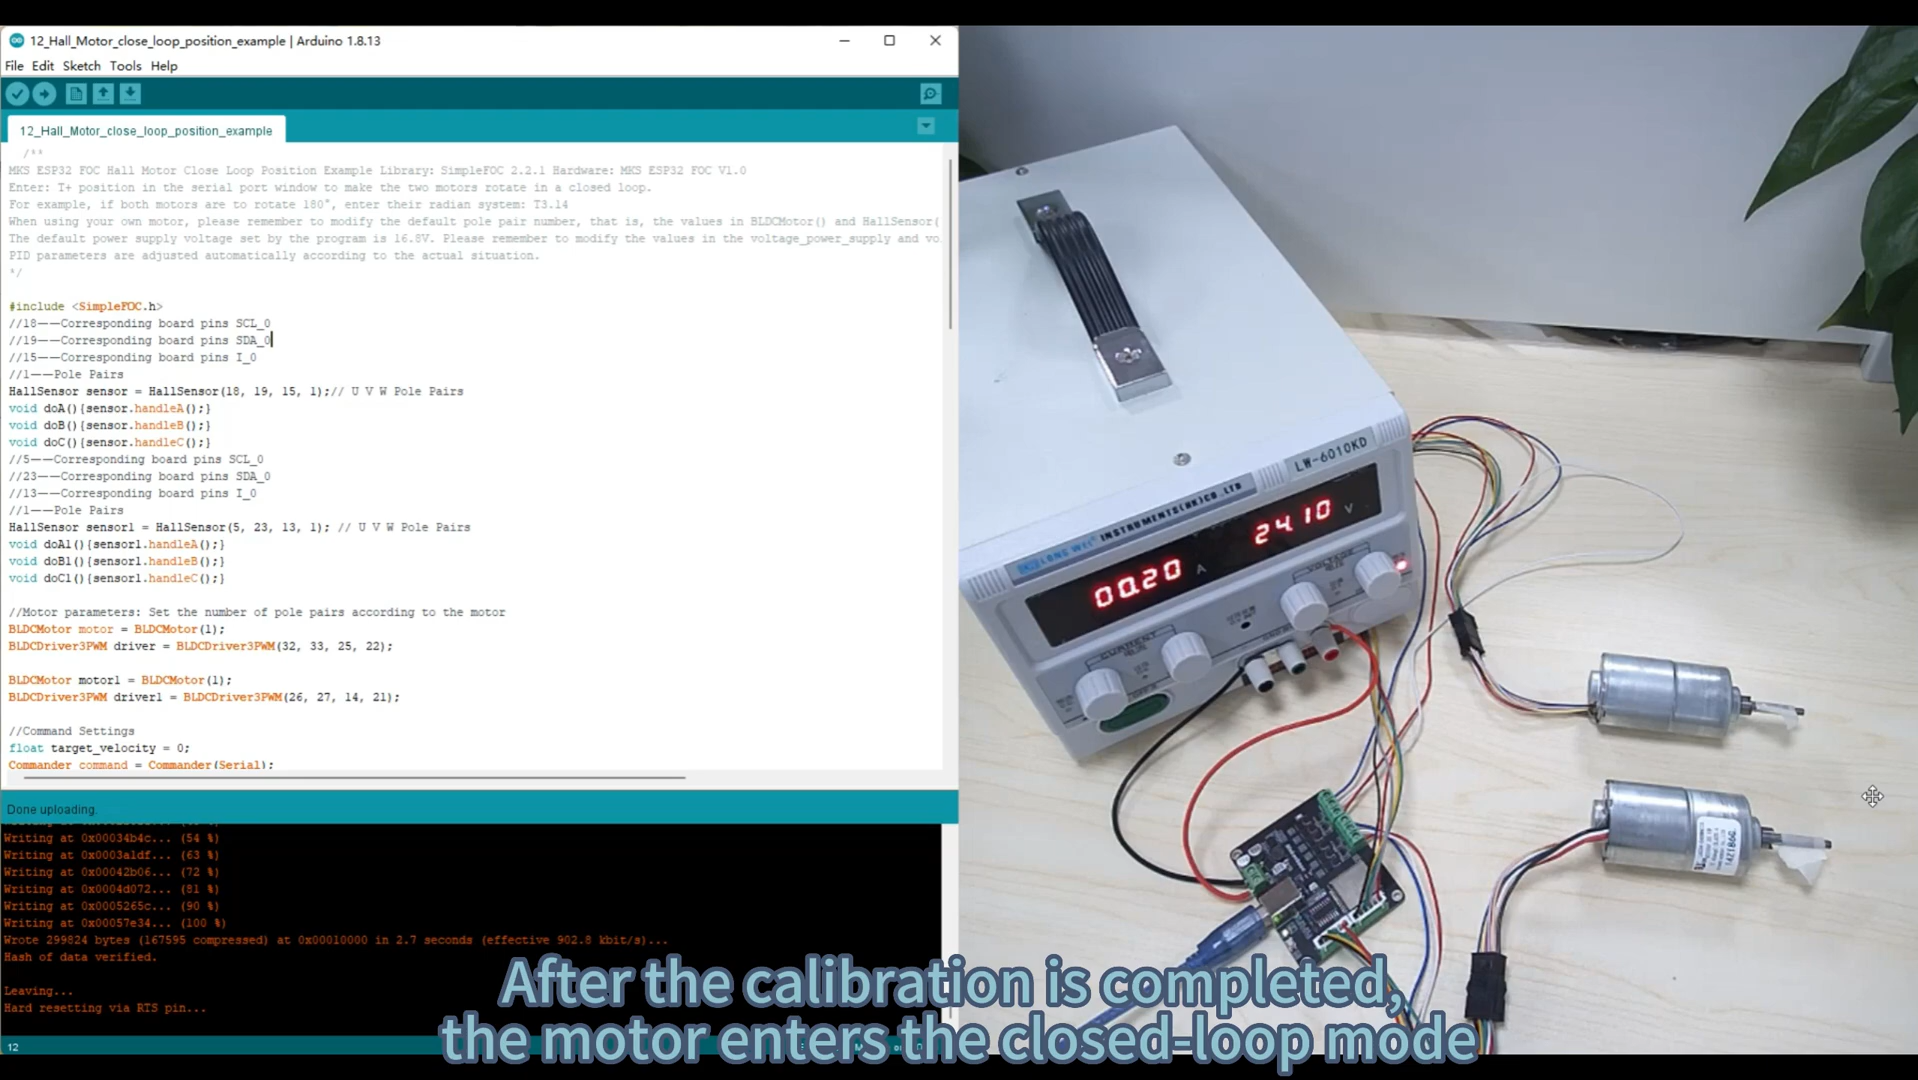 12_Hall_Motor_close_loop_position_example | Arduino 1.8.13
File Edit Sketch Tools Help
12_Hall_Motor_close_loop_position_example
/**
MKS ESP32 FOC Hall Motor Close Loop Position Example Library: SimpleFOC 2.2.1 Hardware: MKS ESP32 FOC V1.0
Enter: T+ position in the serial port window to make the two motors rotate in a closed loop.
For example, if both motors are to rotate 180°, enter their radian system: T3.14
When using your own motor, please remember to modify the default pole pair number, that is, the values in BLDCMotor() and HallSensor(
The default power supply voltage set by the program is 16.8V. Please remember to modify the values in the voltage_power_supply and vo
PID parameters are adjusted automatically according to the actual situation.
*/
#include <SimpleFOC.h>
//18——Corresponding board pins SCL_0
//19——Corresponding board pins SDA_0
//15——Corresponding board pins I_0
//1——Pole Pairs
HallSensor sensor = HallSensor(18, 19, 15, 1);// U V W Pole Pairs
void doA(){sensor.handleA();}
void doB(){sensor.handleB();}
void doC(){sensor.handleC();}
//5——Corresponding board pins SCL_0
//23——Corresponding board pins SDA_0
//13——Corresponding board pins I_0
//1——Pole Pairs
HallSensor sensor1 = HallSensor(5, 23, 13, 1); // U V W Pole Pairs
void doA1(){sensor1.handleA();}
void doB1(){sensor1.handleB();}
void doC1(){sensor1.handleC();}
//Motor parameters: Set the number of pole pairs according to the motor
BLDCMotor motor = BLDCMotor(1);
BLDCDriver3PWM driver = BLDCDriver3PWM(32, 33, 25, 22);
BLDCMotor motor1 = BLDCMotor(1);
BLDCDriver3PWM driver1 = BLDCDriver3PWM(26, 27, 14, 21);
//Command Settings
float target_velocity = 0;
Commander command = Commander(Serial);
Done uploading.
Writing at 0x00034b4c... (54 %)
Writing at 0x0003a1df... (63 %)
Writing at 0x00042b06... (72 %)
Writing at 0x0004d072... (81 %)
Writing at 0x0005265c... (90 %)
Writing at 0x00057e34... (100 %)
Wrote 299824 bytes (167595 compressed) at 0x00010000 in 2.7 seconds (effective 902.8 kbit/s)...
Hash of data verified.
Leaving...
Hard resetting via RTS pin...
12
LW-6010KD
LONG WEI INSTRUMENTS(HK)CO.,LTD
00.20 A
24.10 V
CURRENT
VOLTAGE
After the calibration is completed,
the motor enters the closed-loop mode